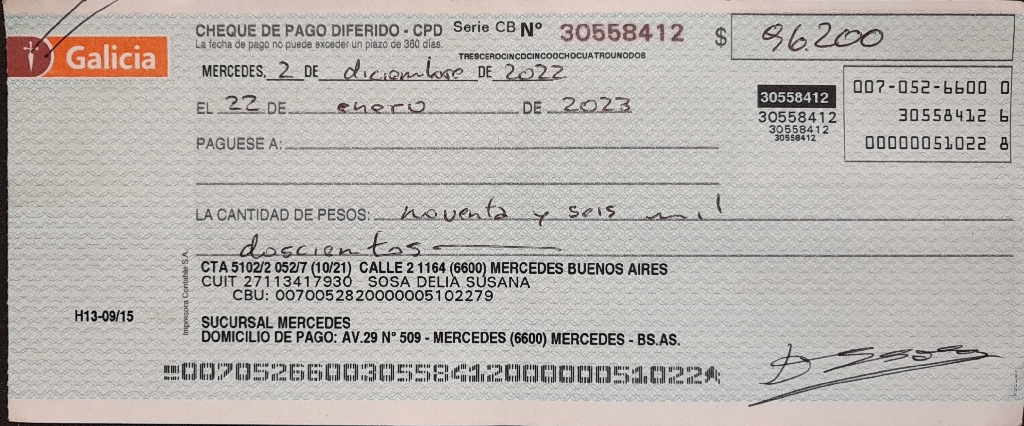 Galicia
CHEQUE DE PAGO DIFERIDO - CPD Serie CB Nº 30558412 $ 96.200
La fecha de pago no puede exceder un plazo de 360 días.
TRESCEROCINCOCINCOOCHOCUATROUNODOS
MERCEDES, 2 DE diciembre DE 2022
EL 22 DE enero DE 2023
PAGUESE A:
30558412
30558412
30558412
30558412
007-052-6600 0
30558412 6
00000051022 8
LA CANTIDAD DE PESOS: noventa y seis mil
doscientos
CTA 5102/2 052/7 (10/21) CALLE 2 1164 (6600) MERCEDES BUENOS AIRES
CUIT 27113417930 SOSA DELIA SUSANA
CBU: 0070052820000005102279
Impresora Contable S.A.
H13-09/15
SUCURSAL MERCEDES
DOMICILIO DE PAGO: AV.29 N° 509 - MERCEDES (6600) MERCEDES - BS.AS.
00705266003055841200000051022